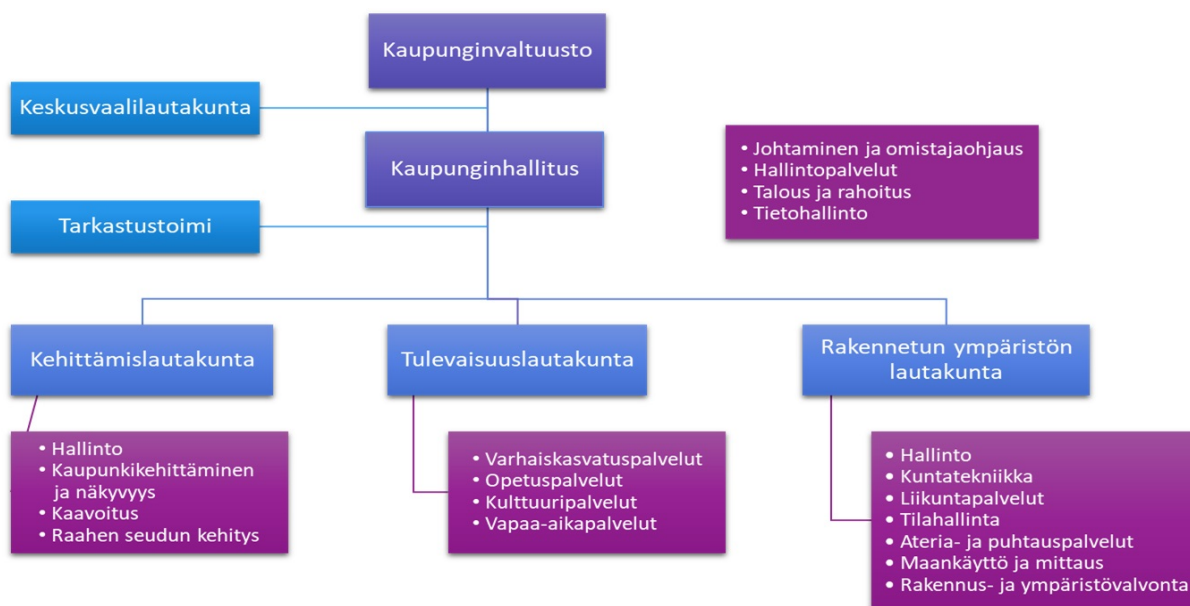 Kaupunginvaltuusto
Keskusvaalilautakunta
Kaupunginhallitus
• Johtaminen ja omistajaohjaus
• Hallintopalvelut
• Talous ja rahoitus
• Tietohallinto
Tarkastustoimi
Kehittämislautakunta
Tulevaisuuslautakunta
Rakennetun ympäristön
lautakunta
• Hallinto
• Kaupunkikehittäminen
ja näkyvyys
• Kaavoitus
• Raahen seudun kehitys
• Varhaiskasvatuspalvelut
• Opetuspalvelut
• Kulttuuripalvelut
• Vapaa-aikapalvelut
• Hallinto
• Kuntatekniikka
• Liikuntapalvelut
• Tilahallinta
• Ateria- ja puhtauspalvelut
• Maankäyttö ja mittaus
• Rakennus- ja ympäristövalvonta